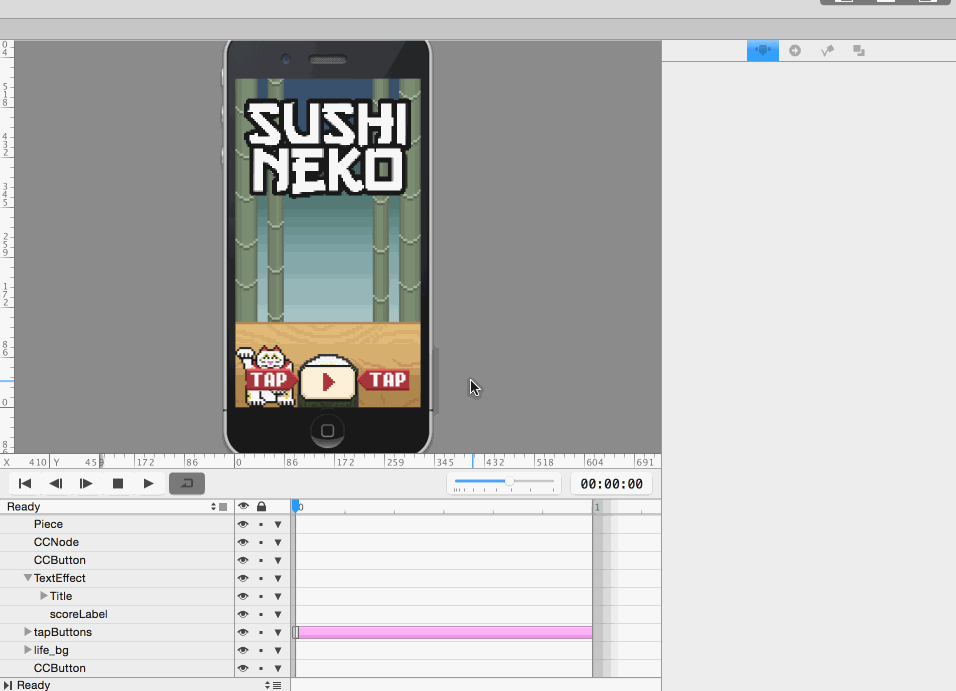 SUSHI
NEKO
TAP TAP
X 410 Y 459 172 86 0 86 172 259 345 432 518 604 691
00:00:00
Ready
0 1
Piece
CCNode
CCButton
TextEffect
Title
scoreLabel
tapButtons
life_bg
CCButton
Ready